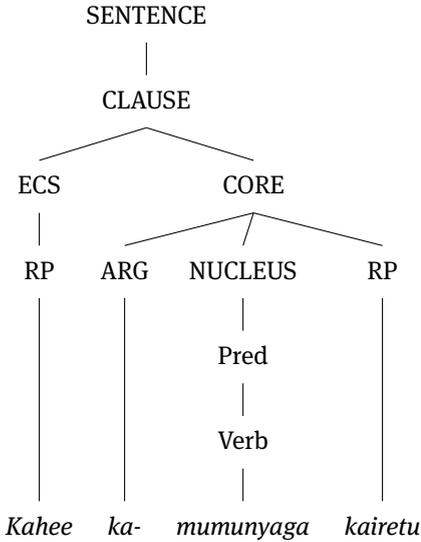 SENTENCE
CLAUSE
ECS CORE
RP ARG NUCLEUS RP
Pred
Verb
Kahee ka- mumunyaga kairetu